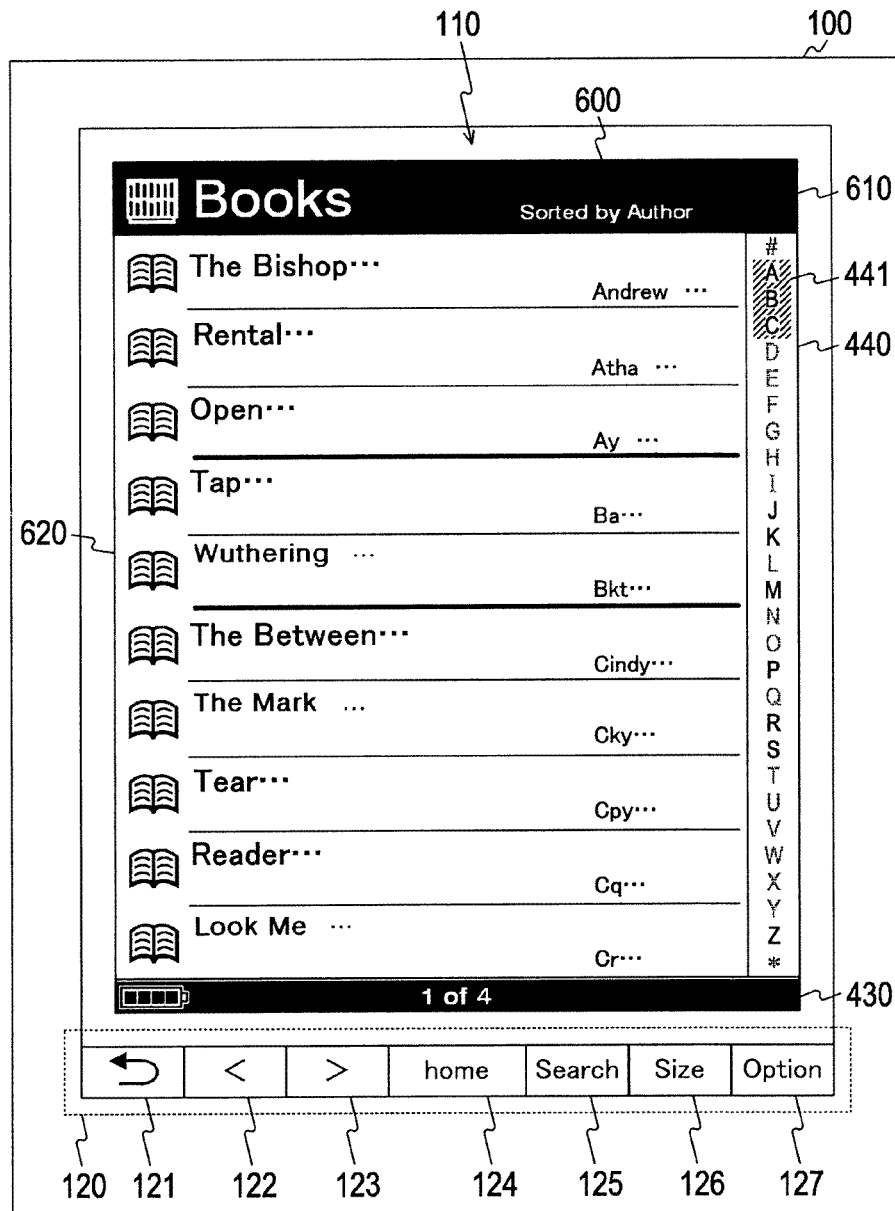 110
100
600
Books
Sorted by Author
610
The Bishop···
Andrew ···
Rental···
Atha ···
Open···
Ay ···
Tap···
Ba···
Wuthering ···
Bkt···
The Between···
Cindy···
The Mark ···
Cky···
Tear···
Cpy···
Reader···
Cq···
Look Me ···
Cr···
#
A
B
C
D
E
F
G
H
I
J
K
L
M
N
O
P
Q
R
S
T
U
V
W
X
Y
Z
*
441
440
620
1 of 4
430
< > home Search Size Option
120 121 122 123 124 125 126 127